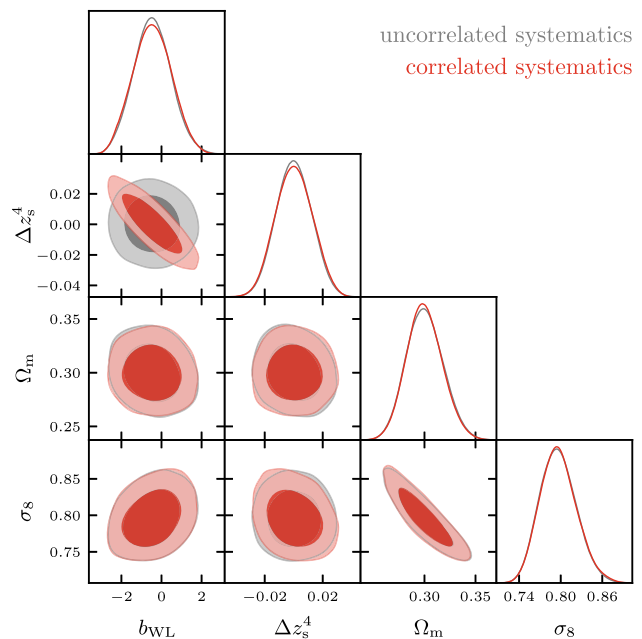 uncorrelated systematics
correlated systematics
0.02
0.00
−0.02
−0.04
Δz_s^4
0.35
0.30
0.25
Ω_m
0.85
0.80
0.75
σ_8
−2 0 2 −0.02 0.02 0.30 0.35 0.74 0.80 0.86
b_WL Δz_s^4 Ω_m σ_8